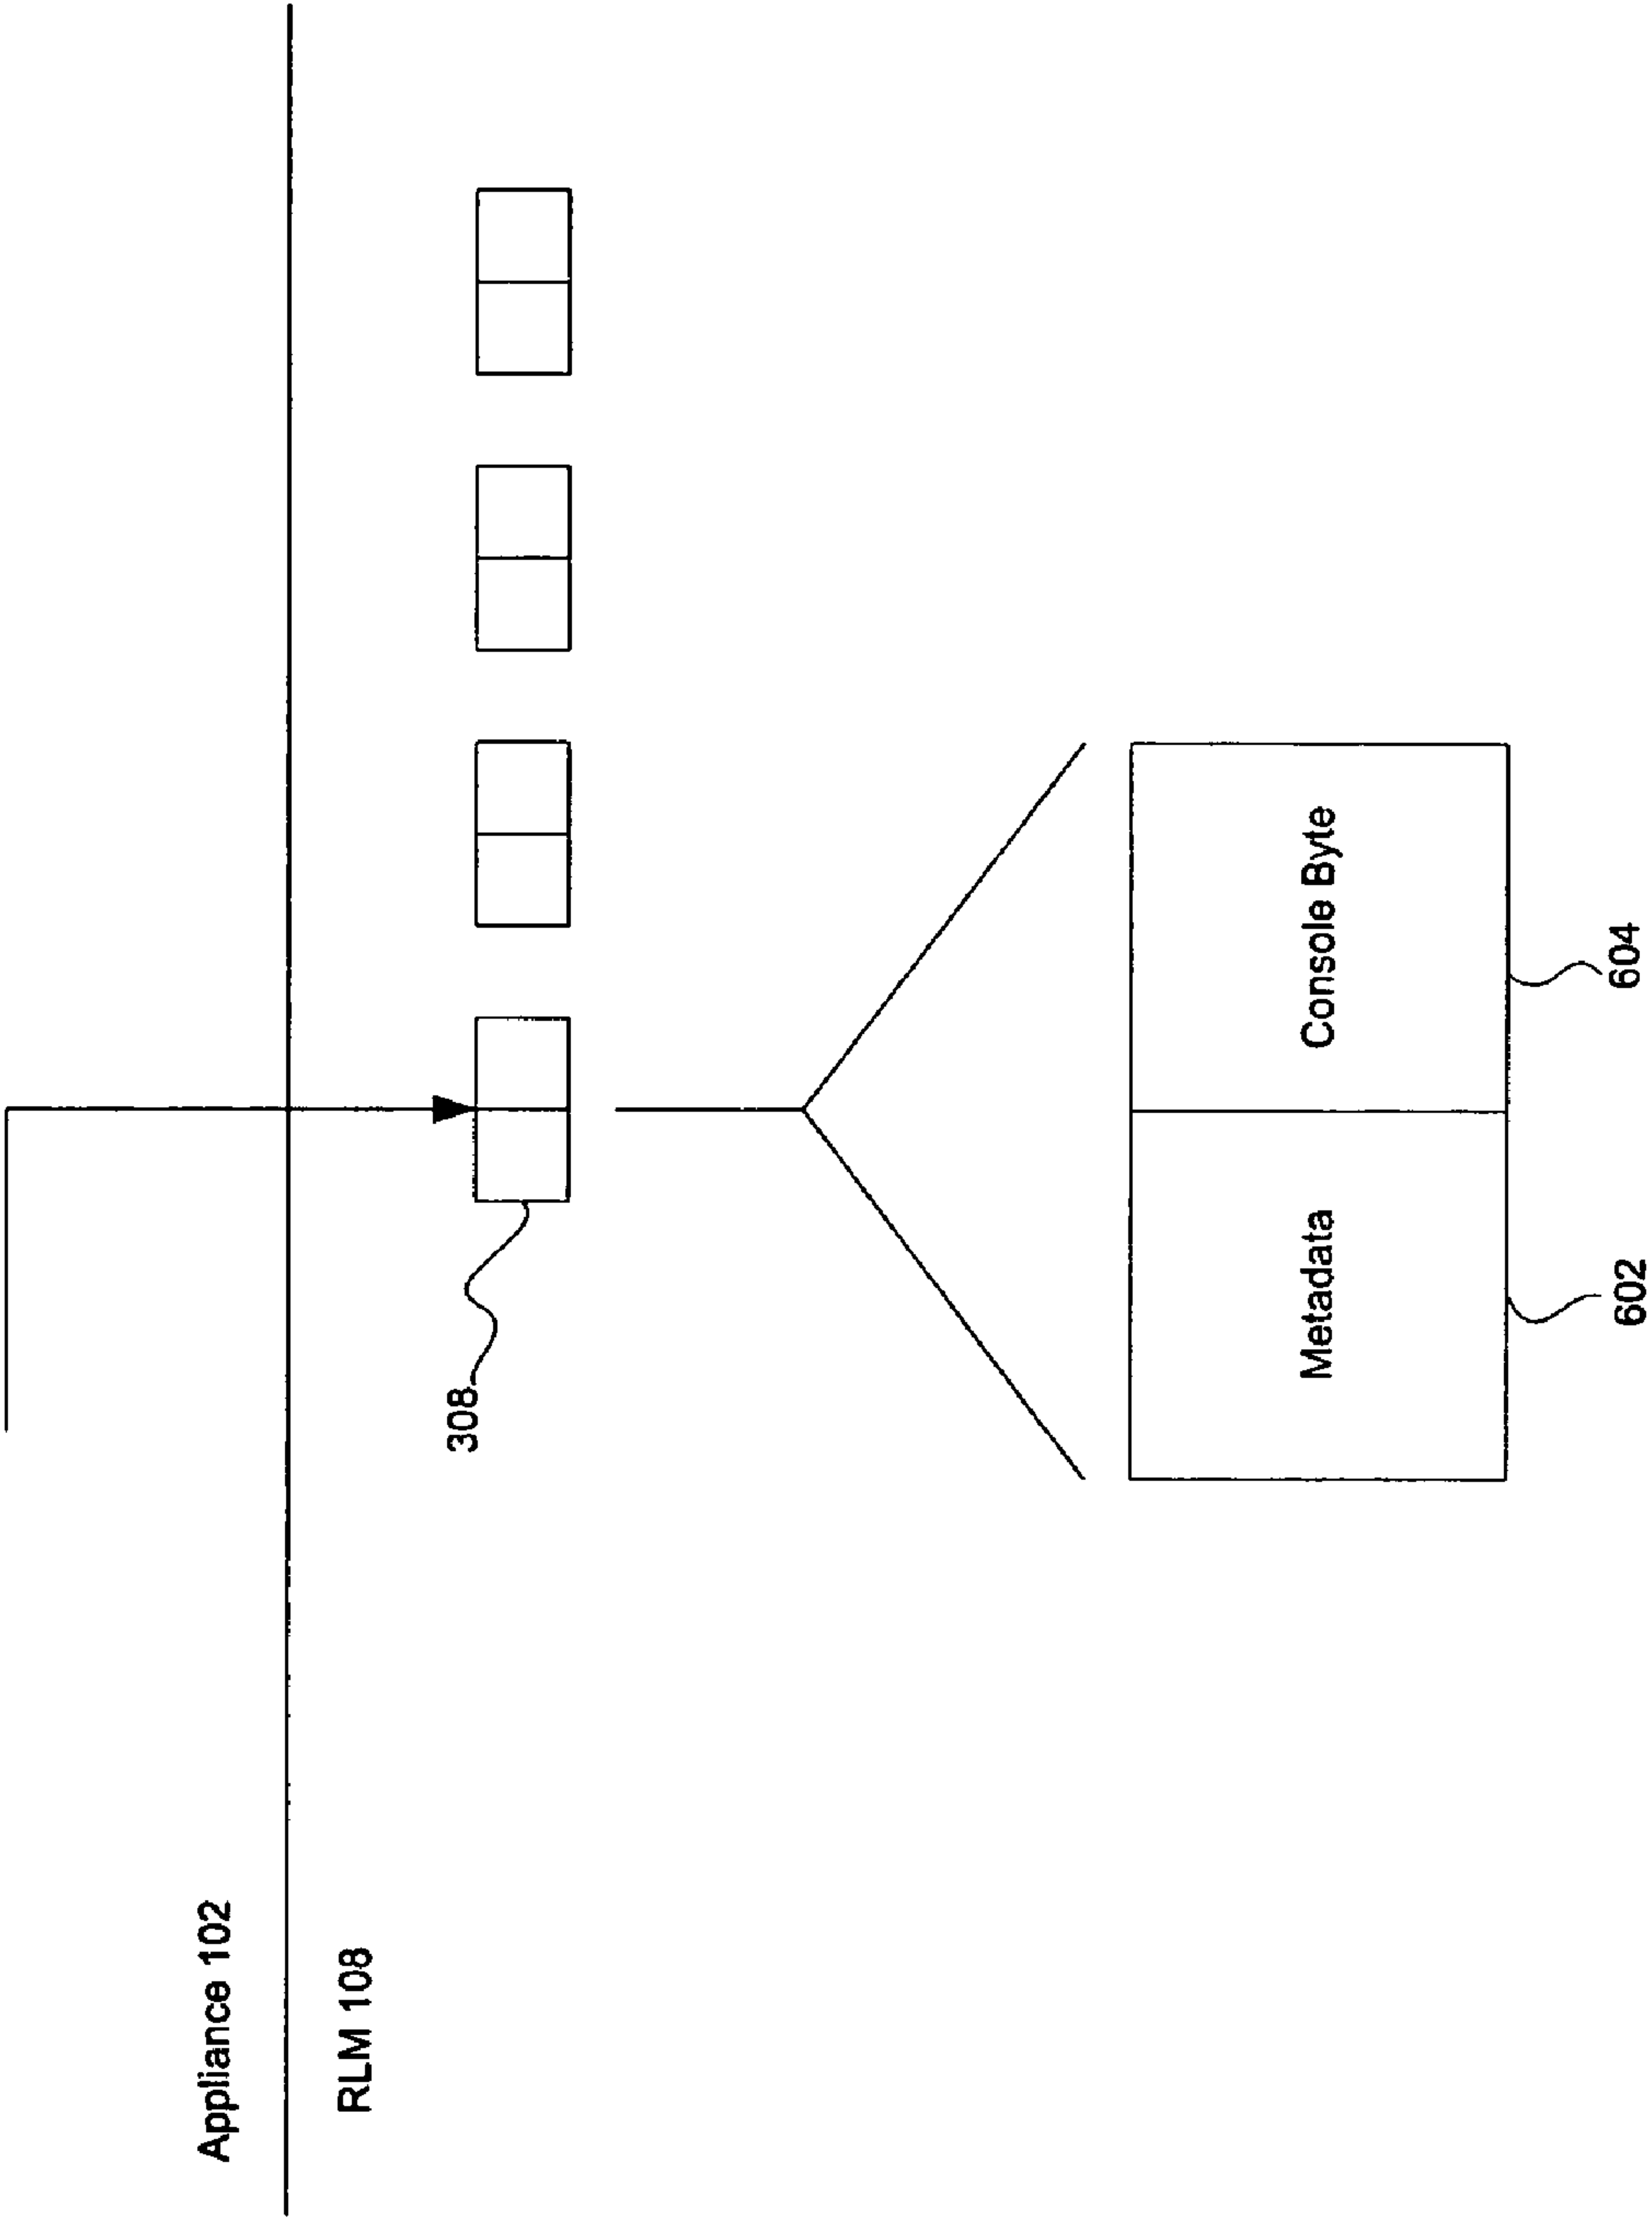 Appliance 102
RLM 108
308
Metadata
Console Byte
602
604